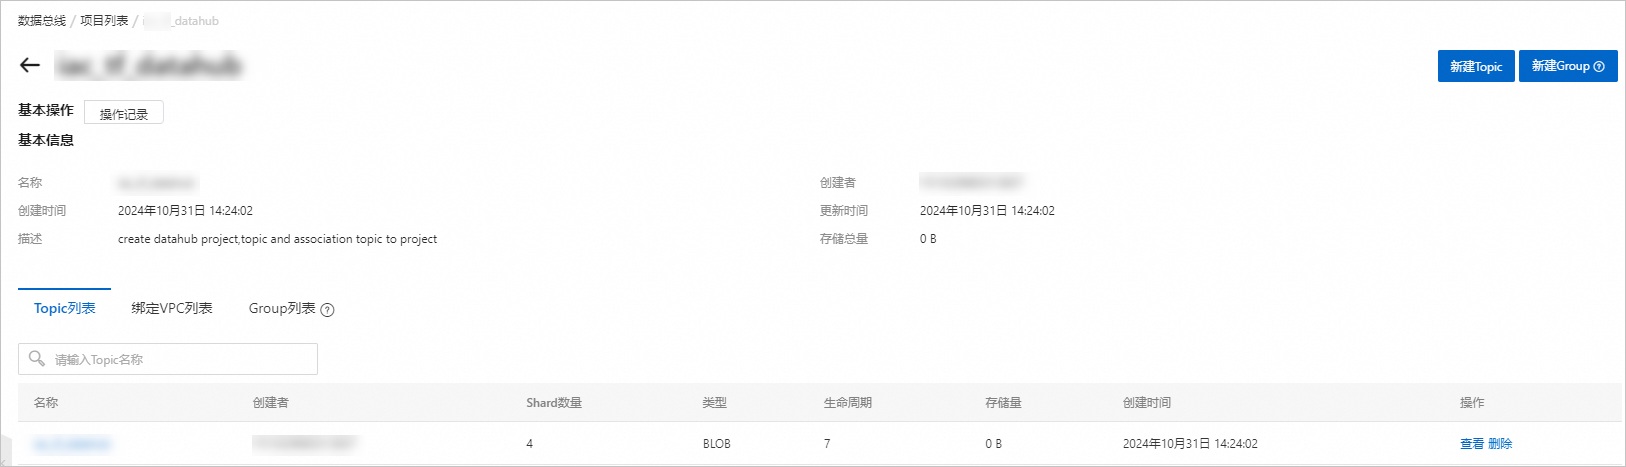 数据总线 / 项目列表 / _datahub
新建Topic 新建Group
基本操作 操作记录
基本信息
名称 创建者
创建时间 2024年10月31日 14:24:02 更新时间 2024年10月31日 14:24:02
描述 create datahub project,topic and association topic to project 存储总量 0 B
Topic列表 绑定VPC列表 Group列表
请输入Topic名称
名称 创建者 Shard数量 类型 生命周期 存储量 创建时间 操作
4 BLOB 7 0 B 2024年10月31日 14:24:02 查看 删除